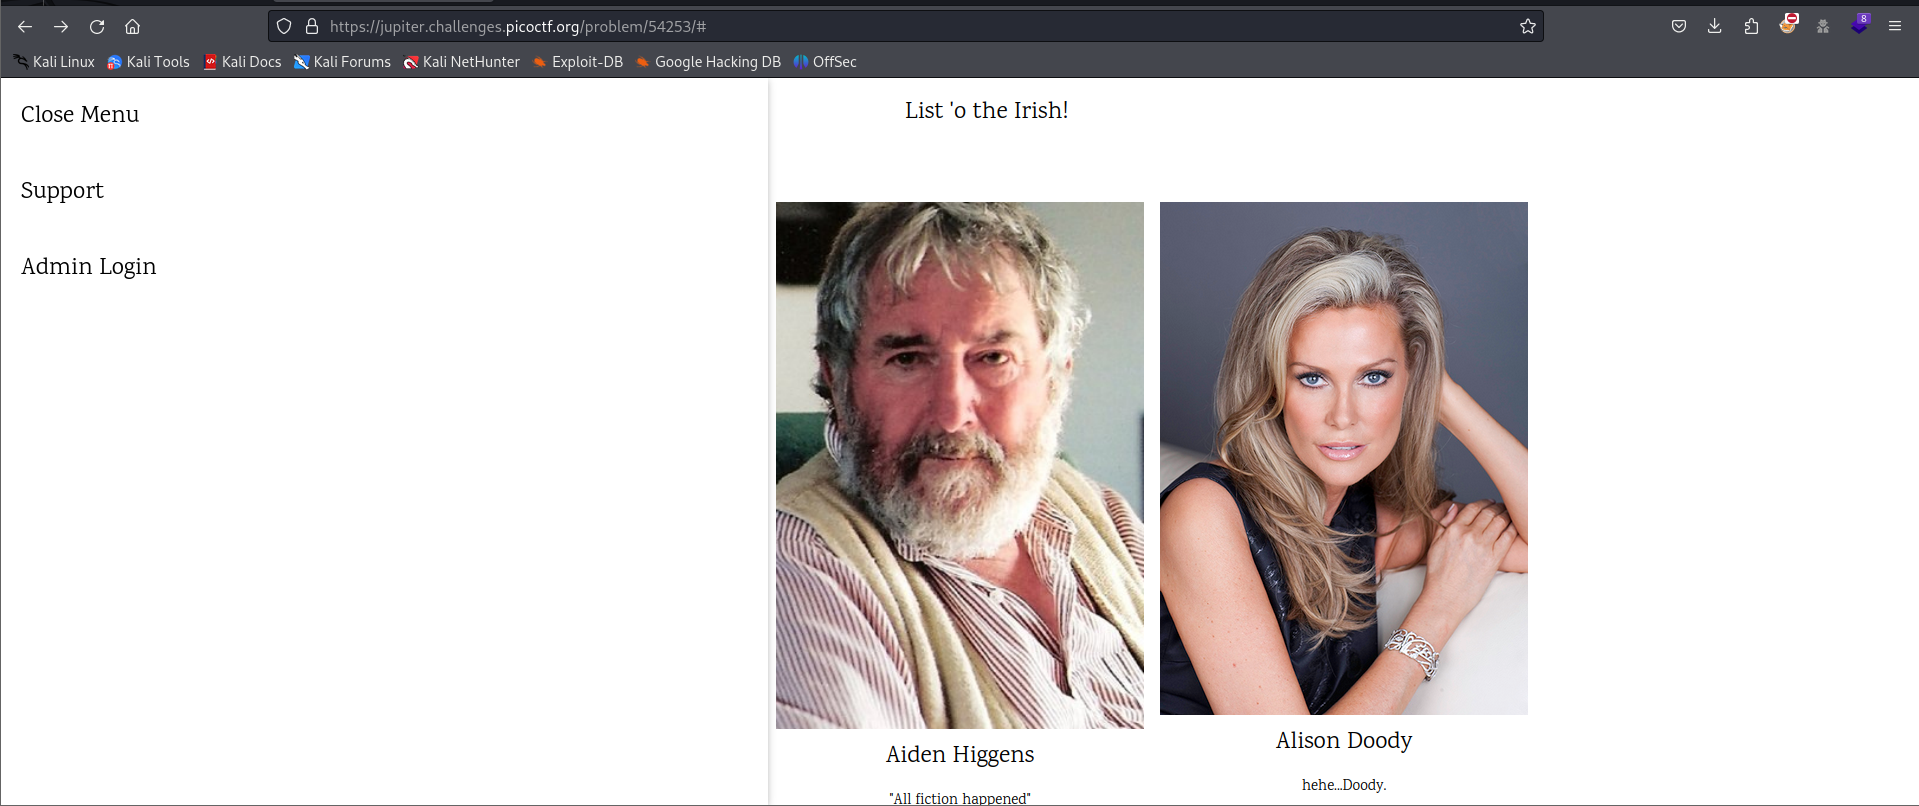 https://jupiter.challenges.picoctf.org/problem/54253/#
8
Kali Linux Kali Tools Kali Docs Kali Forums Kali NetHunter Exploit-DB Google Hacking DB OffSec
Close Menu
Support
Admin Login
List 'o the Irish!
Aiden Higgens
"All fiction happened"
Alison Doody
hehe...Doody.